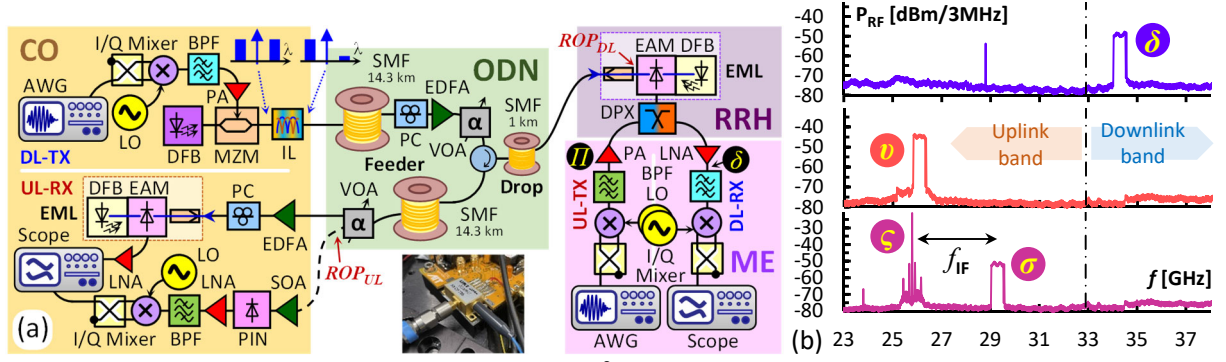 CO
I/Q Mixer
BPF
λ
λ
AWG
DL-TX
LO
PA
DFB
MZM
IL
SMF
14.3 km
Feeder
PC
EDFA
VOA
α
ODN
SMF
1 km
Drop
ROP_DL
EAM
DFB
EML
DPX
RRH
UL-RX
DFB
EAM
EML
PC
EDFA
VOA
α
SMF
14.3 km
Scope
LNA
LO
LNA
SOA
ROP_UL
I/Q Mixer
BPF
PIN
(a)
Π
PA
LNA
δ
BPF
LO
UL-TX
DL-RX
I/Q
Mixer
ME
AWG
Scope
(b)
P_RF [dBm/3MHz]
-40
-50
-60
-70
-80
δ
-40
-50
-60
-70
-80
υ
Uplink
band
Downlink
band
-30
-40
-50
-60
-70
-80
ς
f_IF
σ
f [GHz]
23 25 27 29 31 33 35 37